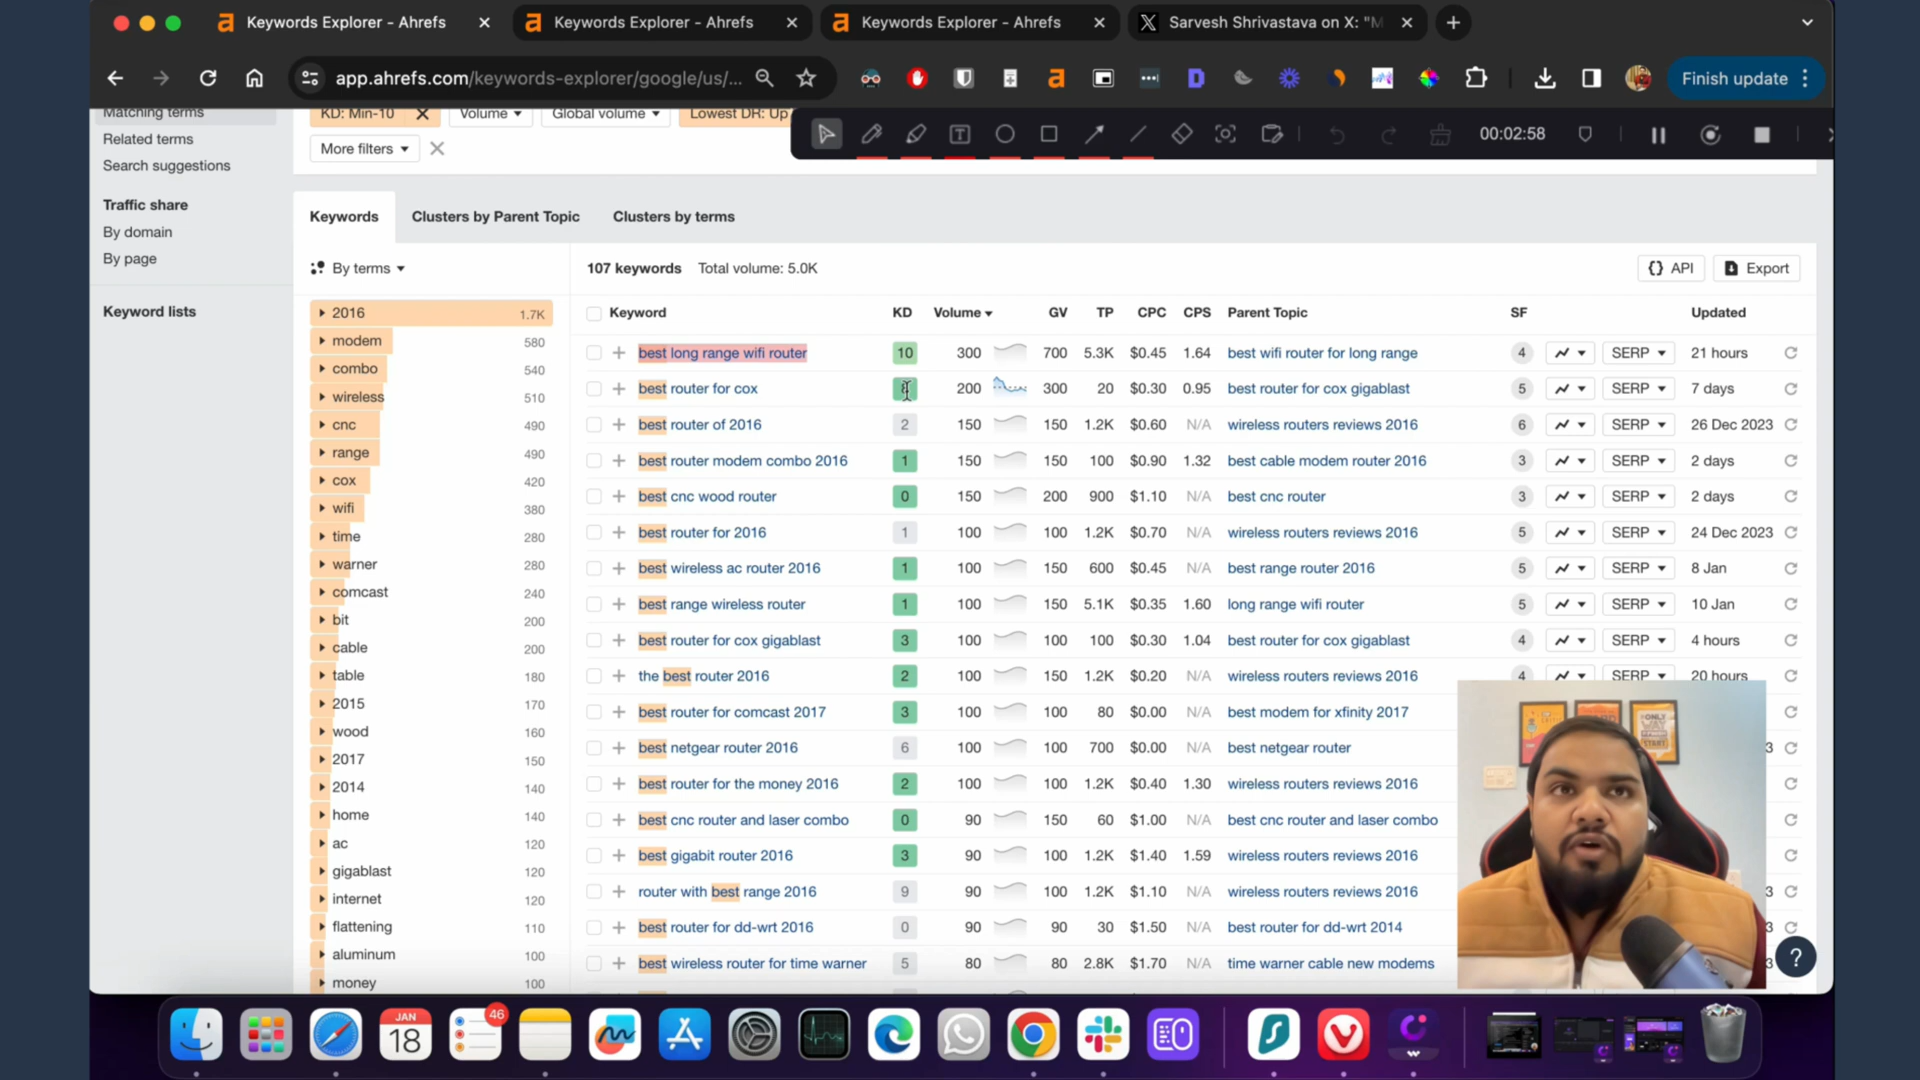 Keywords Explorer - Ahrefs
Keywords Explorer - Ahrefs
Keywords Explorer - Ahrefs
Sarvesh Shrivastava on X: "M
app.ahrefs.com/keywords-explorer/google/us/...
Finish update
Matching terms
KD: Min-10
Volume
Global volume
Lowest DR: Up
00:02:58
Related terms
More filters
Search suggestions
Traffic share
By domain
By page
Keyword lists
Keywords
Clusters by Parent Topic
Clusters by terms
By terms
107 keywords Total volume: 5.0K
API
Export
2016 1.7K
modem 580
combo 540
wireless 510
cnc 490
range 490
cox 420
wifi 380
time 280
warner 280
comcast 240
bit 200
cable 200
table 180
2015 170
wood 160
2017 150
2014 140
home 140
ac 120
gigablast 120
internet 120
flattening 110
aluminum 100
money 100
Keyword KD Volume GV TP CPC CPS Parent Topic SF Updated
best long range wifi router 10 300 700 5.3K $0.45 1.64 best wifi router for long range 4 SERP 21 hours
best router for cox 200 300 20 $0.30 0.95 best router for cox gigablast 5 SERP 7 days
best router of 2016 2 150 150 1.2K $0.60 N/A wireless routers reviews 2016 6 SERP 26 Dec 2023
best router modem combo 2016 1 150 150 100 $0.90 1.32 best cable modem router 2016 3 SERP 2 days
best cnc wood router 0 150 200 900 $1.10 N/A best cnc router 3 SERP 2 days
best router for 2016 1 100 100 1.2K $0.70 N/A wireless routers reviews 2016 5 SERP 24 Dec 2023
best wireless ac router 2016 1 100 150 600 $0.45 N/A best range router 2016 5 SERP 8 Jan
best range wireless router 1 100 150 5.1K $0.35 1.60 long range wifi router 5 SERP 10 Jan
best router for cox gigablast 3 100 100 100 $0.30 1.04 best router for cox gigablast 4 SERP 4 hours
the best router 2016 2 100 150 1.2K $0.20 N/A wireless routers reviews 2016 4 SERP 20 hours
best router for comcast 2017 3 100 100 80 $0.00 N/A best modem for xfinity 2017
best netgear router 2016 6 100 100 700 $0.00 N/A best netgear router 3
best router for the money 2016 2 100 100 1.2K $0.40 1.30 wireless routers reviews 2016
best cnc router and laser combo 0 90 150 60 $1.00 N/A best cnc router and laser combo
best gigabit router 2016 3 90 100 1.2K $1.40 1.59 wireless routers reviews 2016
router with best range 2016 9 90 100 1.2K $1.10 N/A wireless routers reviews 2016 3
best router for dd-wrt 2016 0 90 90 30 $1.50 N/A best router for dd-wrt 2014
best wireless router for time warner 5 80 80 2.8K $1.70 N/A time warner cable new modems 3
ONLY
WAY
START
?
46
JAN
18